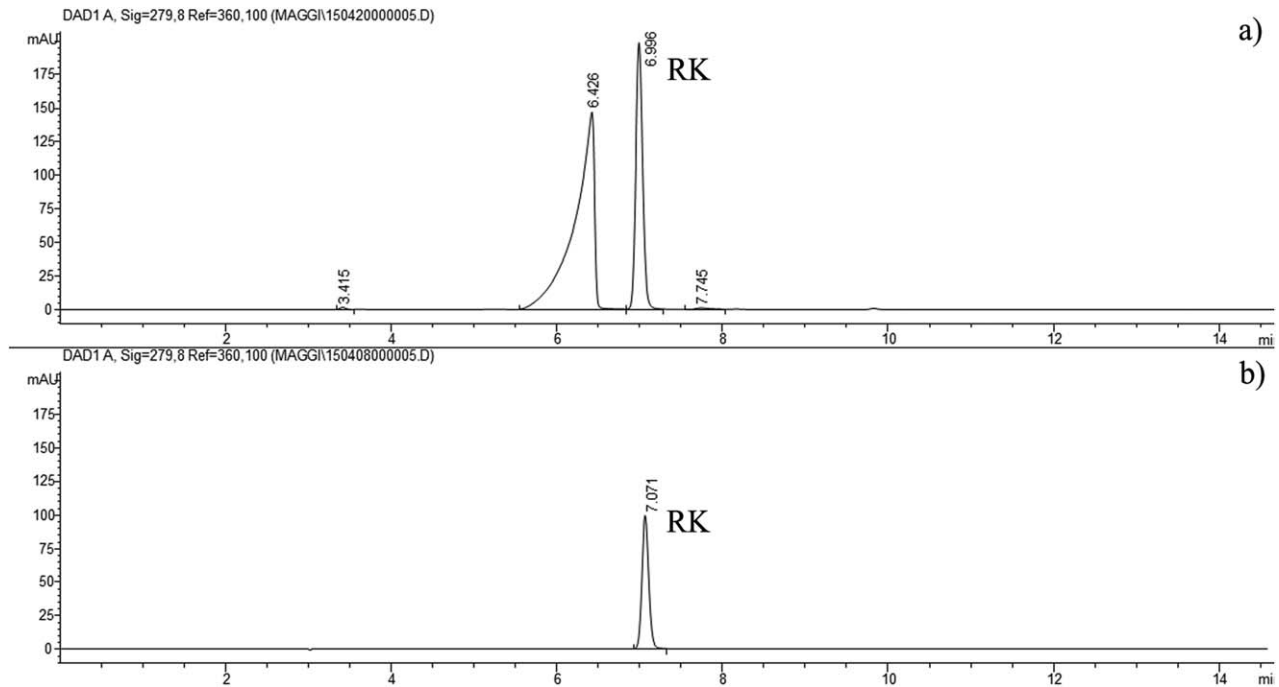 DAD1 A, Sig=279,8 Ref=360,100 (MAGGI\150420000005.D)
a)
mAU
175
150
125
100
75
50
25
0
3.415
6.426
6.996
RK
7.745
2 4 6 8 10 12 14 mi
DAD1 A, Sig=279,8 Ref=360,100 (MAGGI\150408000005.D)
b)
mAU
175
150
125
100
75
50
25
0
7.071
RK
2 4 6 8 10 12 14 mi